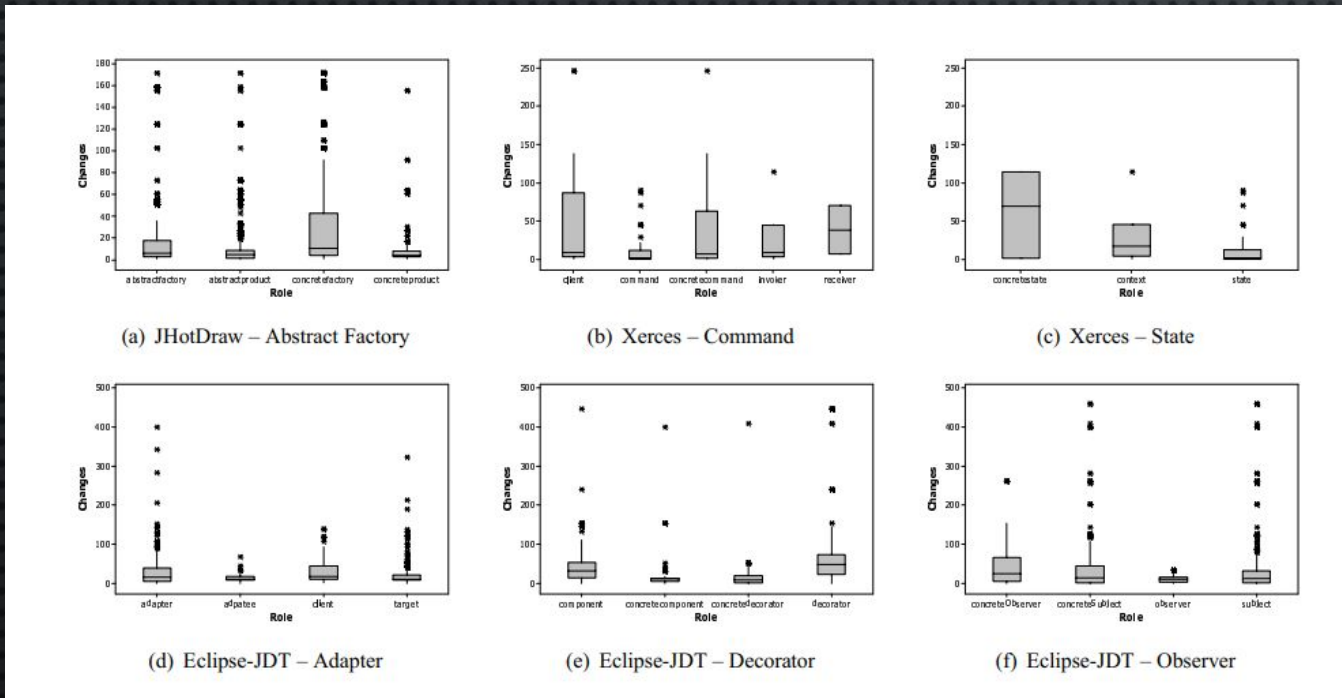 180
160
140
120
100
80
60
40
20
0
Changes
abstractfactory abstractproduct concretefactory concreteproduct
Role
(a) JHotDraw – Abstract Factory
250
200
150
100
50
0
Changes
client command concretecommand invoker receiver
Role
(b) Xerces – Command
250
200
150
100
50
0
Changes
concretestate context state
Role
(c) Xerces – State
500
400
300
200
100
0
Changes
adapter adpatee client target
Role
(d) Eclipse-JDT – Adapter
500
400
300
200
100
0
Changes
component concretecomponent concretedecorator decorator
Role
(e) Eclipse-JDT – Decorator
500
400
300
200
100
0
Changes
concreteObserver concreteSubject observer subject
Role
(f) Eclipse-JDT – Observer